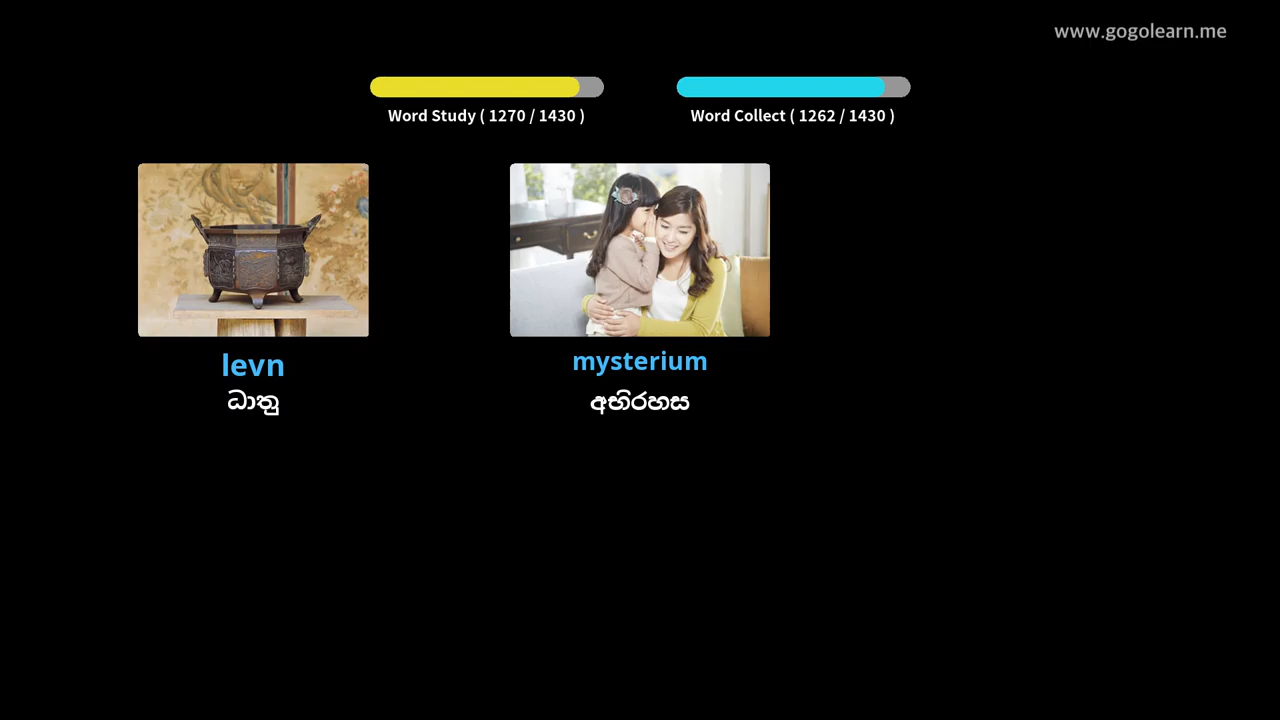 www.gogolearn.me
Word Study ( 1270 / 1430 )
Word Collect ( 1262 / 1430 )
levn
ධාතු
mysterium
අභිරහස